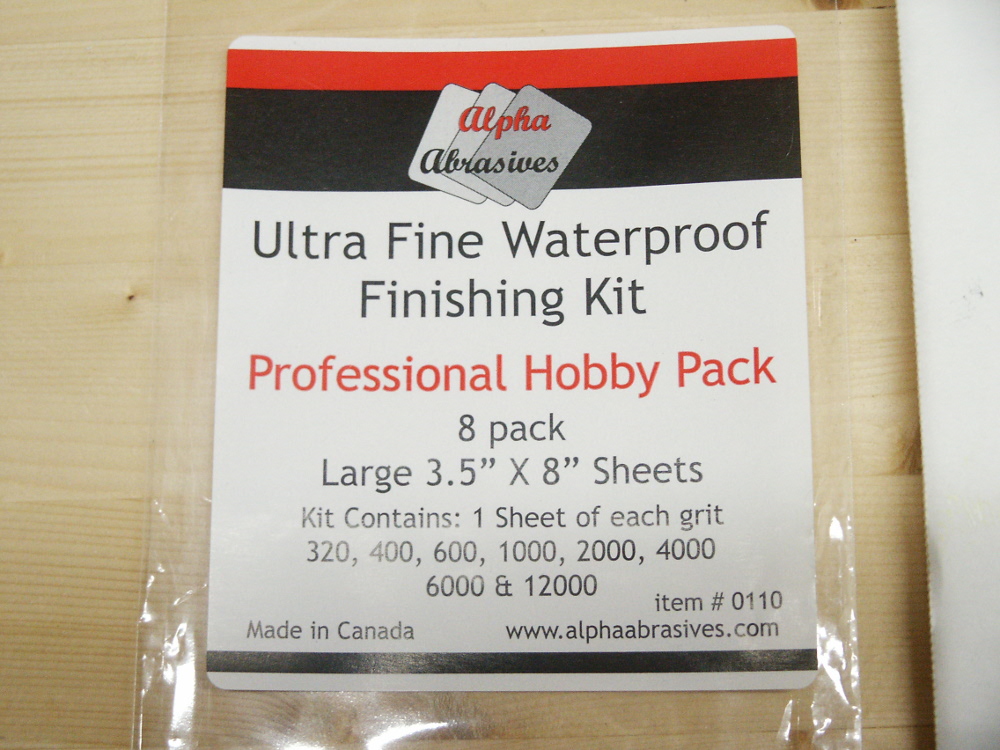 Alpha
Abrasives
Ultra Fine Waterproof
Finishing Kit
Professional Hobby Pack
8 pack
Large 3.5” X 8” Sheets
Kit Contains: 1 Sheet of each grit
320, 400, 600, 1000, 2000, 4000
6000 & 12000
item # 0110
Made in Canada www.alphaabrasives.com